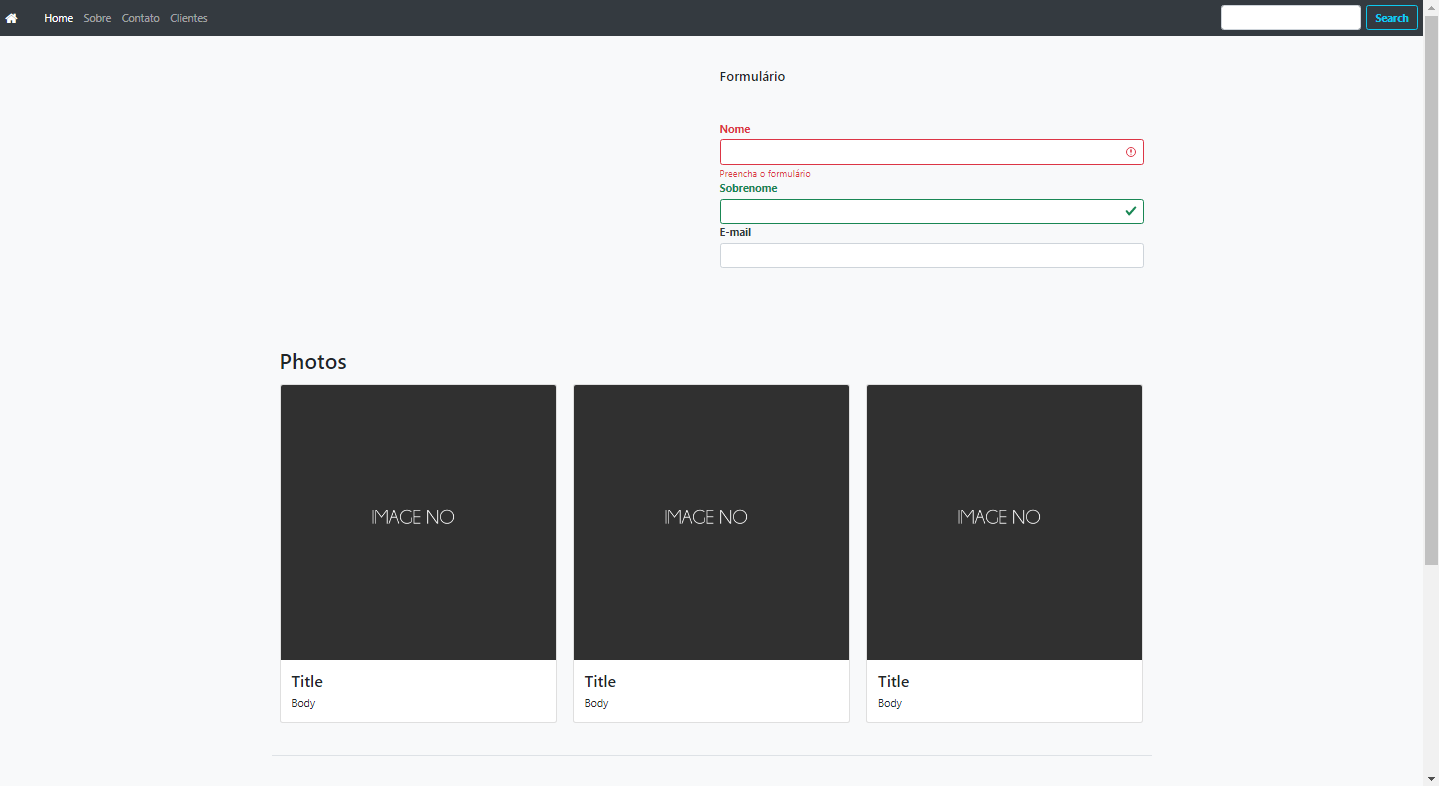 Home Sobre Contato Clientes Search
Formulário
Nome
Preencha o formulário
Sobrenome
E-mail
Photos
IMAGE NO IMAGE NO IMAGE NO
Title Title Title
Body Body Body